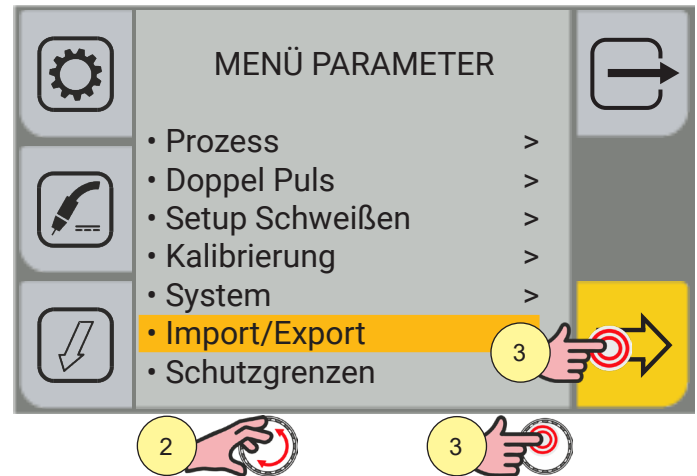 MENÜ PARAMETER
• Prozess >
• Doppel Puls >
• Setup Schweißen >
• Kalibrierung >
• System >
• Import/Export
• Schutzgrenzen
3
2
3